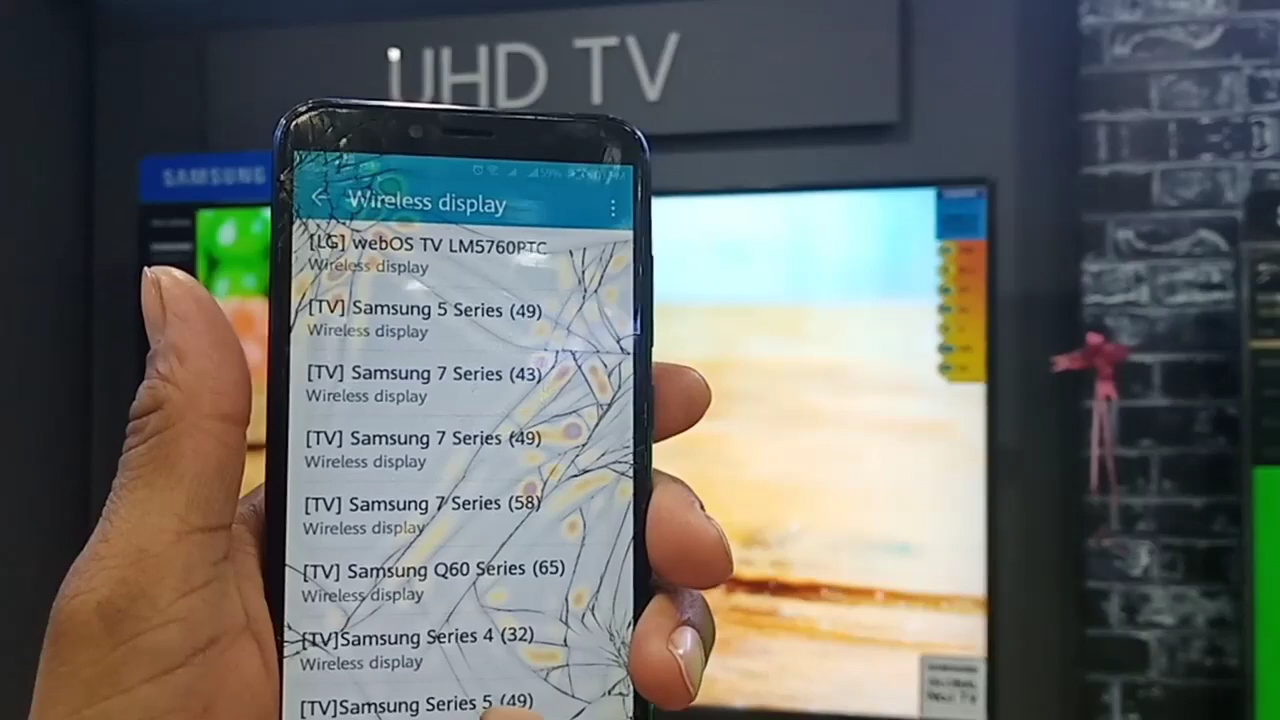 UHD TV
SAMSUNG
59%
Wireless display
[LG] webOS TV LM5760PTC
Wireless display
[TV] Samsung 5 Series (49)
Wireless display
[TV] Samsung 7 Series (43)
Wireless display
[TV] Samsung 7 Series (49)
Wireless display
[TV] Samsung 7 Series (58)
Wireless display
[TV] Samsung Q60 Series (65)
Wireless display
[TV]Samsung Series 4 (32)
Wireless display
[TV]Samsung Series 5 (49)